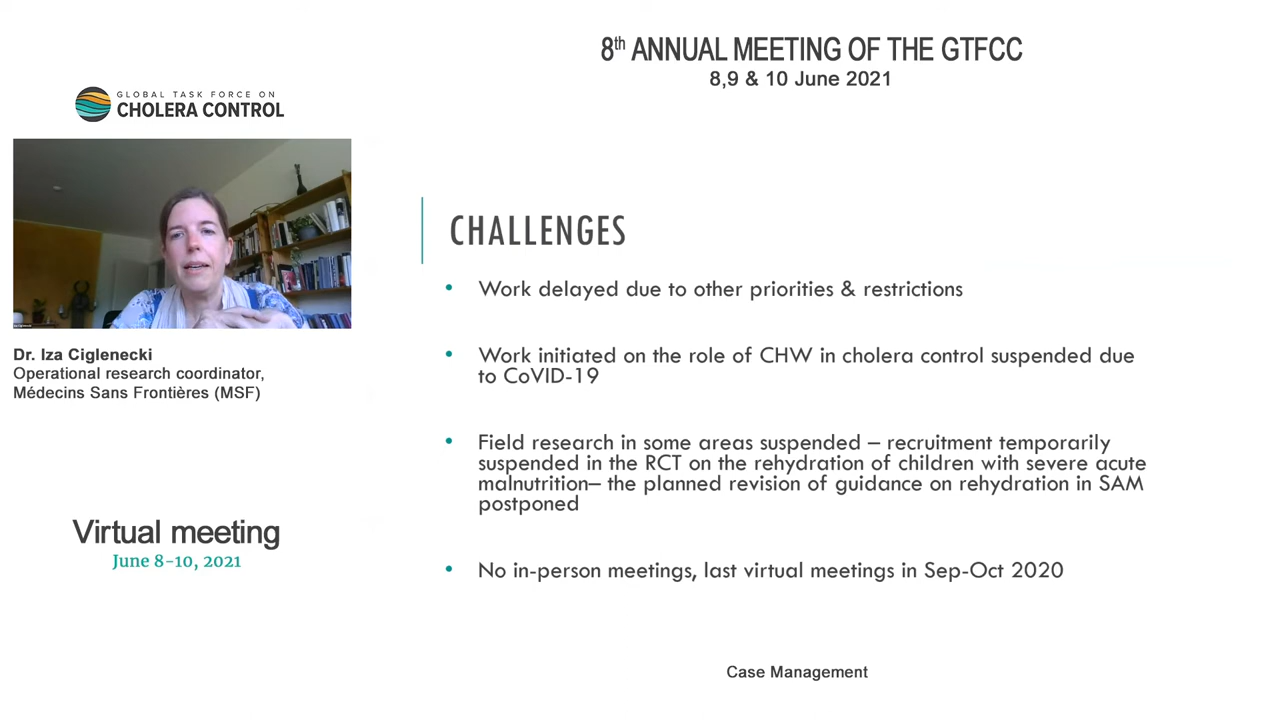 8th ANNUAL MEETING OF THE GTFCC
8,9 & 10 June 2021
GLOBAL TASK FORCE ON
CHOLERA CONTROL
Dr. Iza Ciglenecki
Operational research coordinator,
Médecins Sans Frontières (MSF)
Virtual meeting
June 8-10, 2021
CHALLENGES
• Work delayed due to other priorities & restrictions
• Work initiated on the role of CHW in cholera control suspended due
to CoVID-19
• Field research in some areas suspended – recruitment temporarily
suspended in the RCT on the rehydration of children with severe acute
malnutrition– the planned revision of guidance on rehydration in SAM
postponed
• No in-person meetings, last virtual meetings in Sep-Oct 2020
Case Management